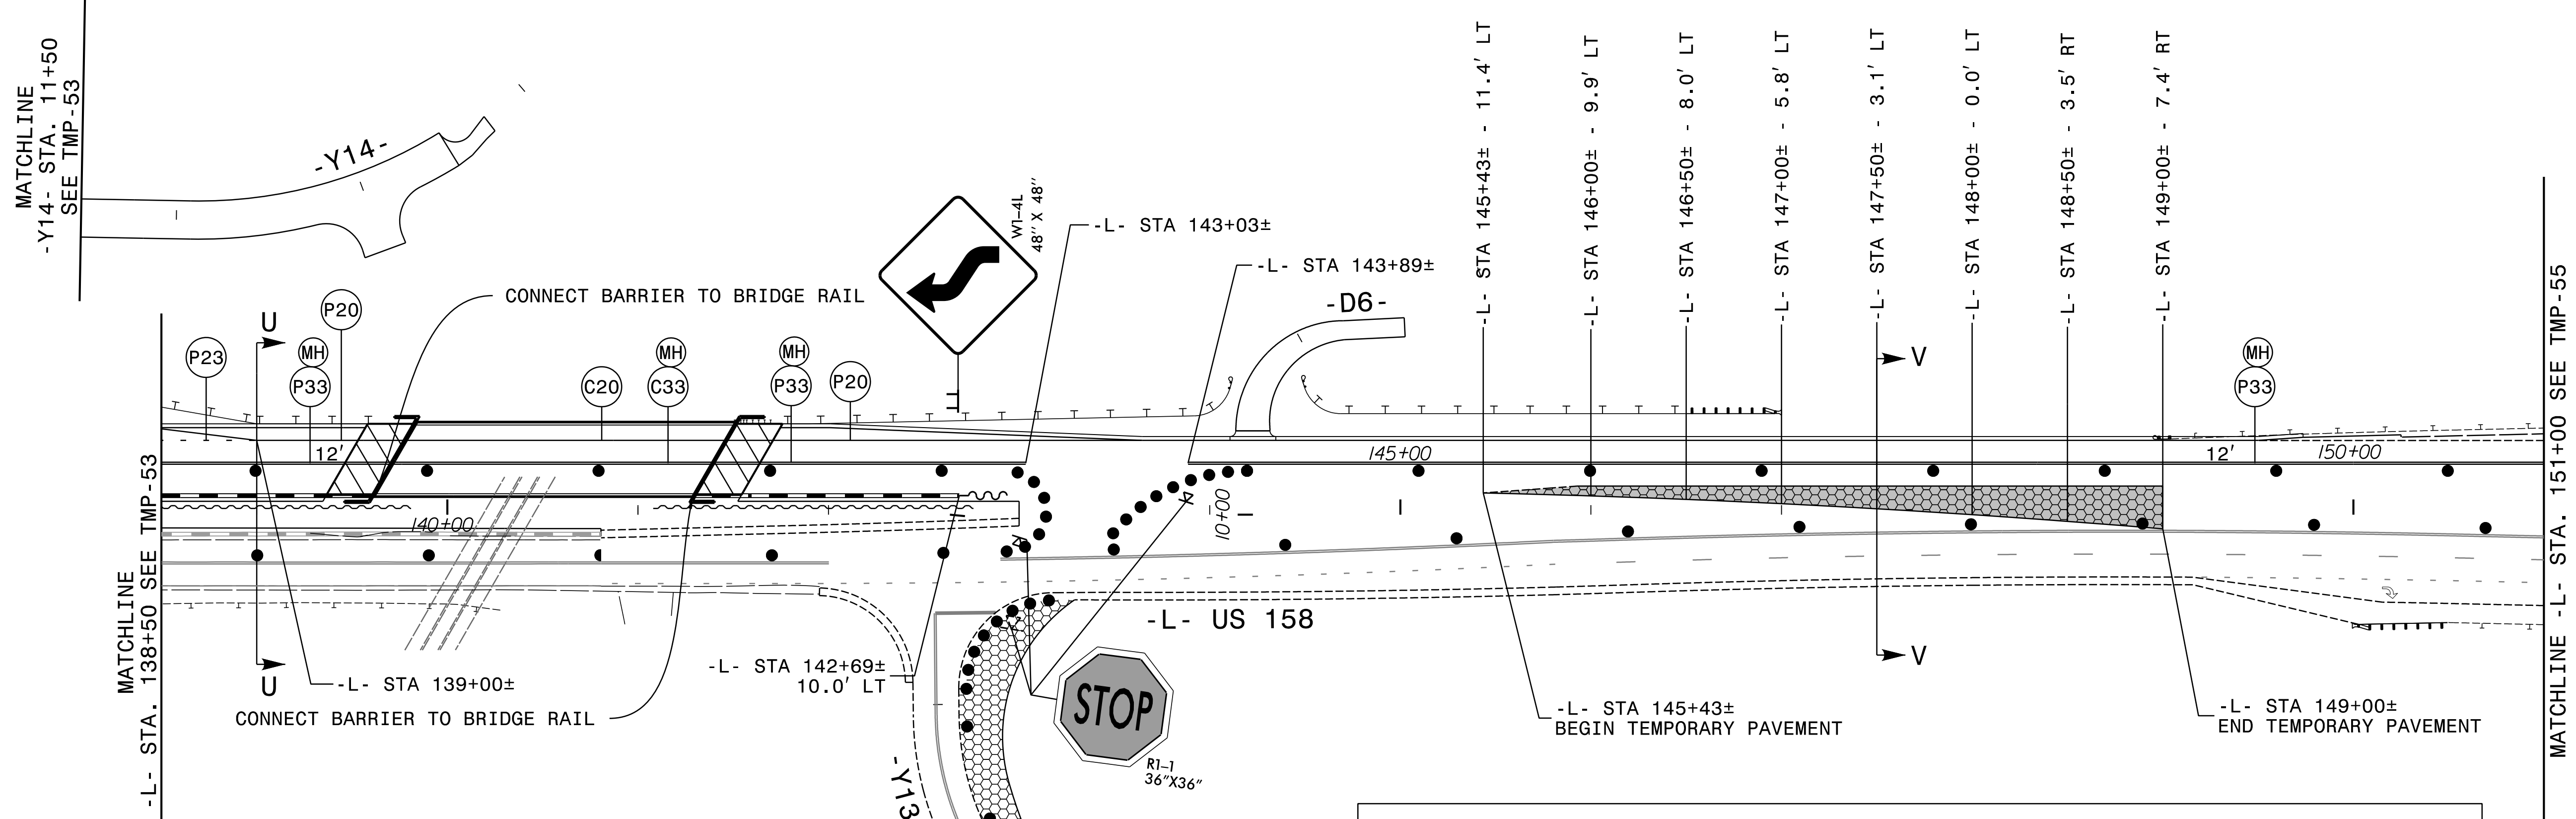 MATCHLINE
-Y14- STA. 11+50
SEE TMP-53
-Y14-
W1-4L
48'' X 48''
-L- STA 143+03±
-L- STA 143+89±
-D6-
-L- STA 145+43± - 11.4' LT
-L- STA 146+00± - 9.9' LT
-L- STA 146+50± - 8.0' LT
-L- STA 147+00± - 5.8' LT
-L- STA 147+50± - 3.1' LT
-L- STA 148+00± - 0.0' LT
-L- STA 148+50± - 3.5' RT
-L- STA 149+00± - 7.4' RT
CONNECT BARRIER TO BRIDGE RAIL
P20
U
P23
MH
P33
C20
MH
C33
MH
P33
P20
V
MH
P33
12'
145+00
12'
150+00
140+00
10+00
MATCHLINE
-L- STA. 138+50 SEE TMP-53
MATCHLINE -L- STA. 151+00 SEE TMP-55
-L- US 158
U
V
-L- STA 139+00±
CONNECT BARRIER TO BRIDGE RAIL
-L- STA 142+69±
10.0' LT
STOP
R1-1
36"X36"
-Y13
-L- STA 145+43±
BEGIN TEMPORARY PAVEMENT
-L- STA 149+00±
END TEMPORARY PAVEMENT